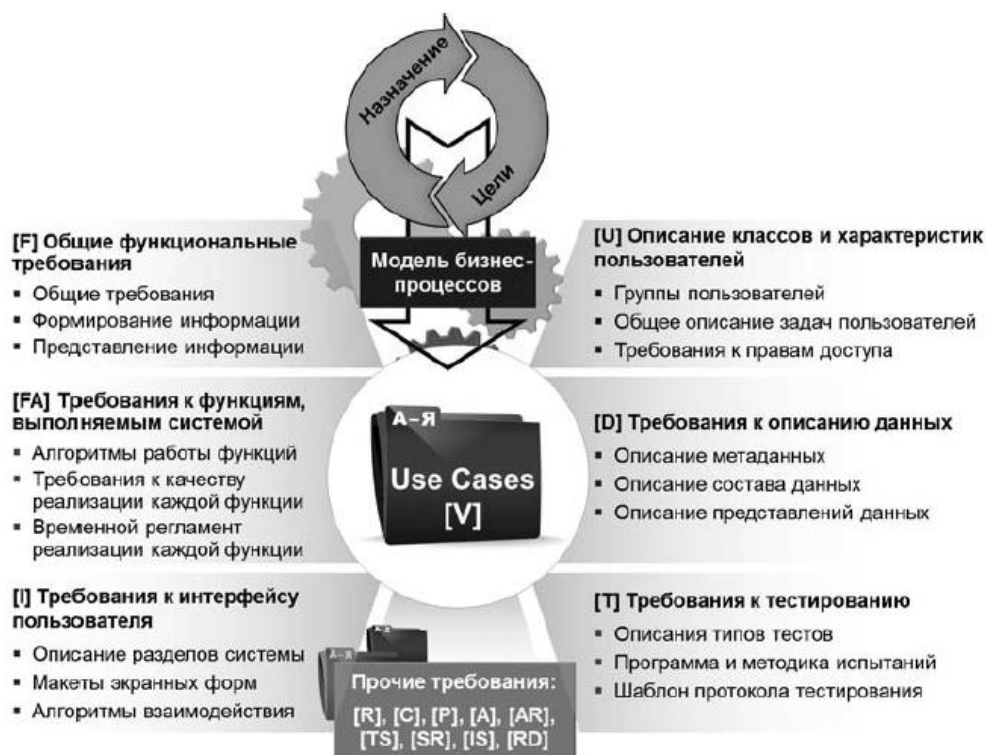 Назначение
Цели
Модель бизнес-
процессов
[F] Общие функциональные
требования
▪ Общие требования
▪ Формирование информации
▪ Представление информации
[U] Описание классов и характеристик
пользователей
▪ Группы пользователей
▪ Общее описание задач пользователей
▪ Требования к правам доступа
[FA] Требования к функциям,
выполняемым системой
▪ Алгоритмы работы функций
▪ Требования к качеству
реализации каждой функции
▪ Временной регламент
реализации каждой функции
А-Я
Use Cases
[V]
[D] Требования к описанию данных
▪ Описание метаданных
▪ Описание состава данных
▪ Описание представлений данных
[I] Требования к интерфейсу
пользователя
▪ Описание разделов системы
▪ Макеты экранных форм
▪ Алгоритмы взаимодействия
А-Я
А-Я
Прочие требования:
[R], [C], [P], [A], [AR],
[TS], [SR], [IS], [RD]
[T] Требования к тестированию
▪ Описания типов тестов
▪ Программа и методика испытаний
▪ Шаблон протокола тестирования